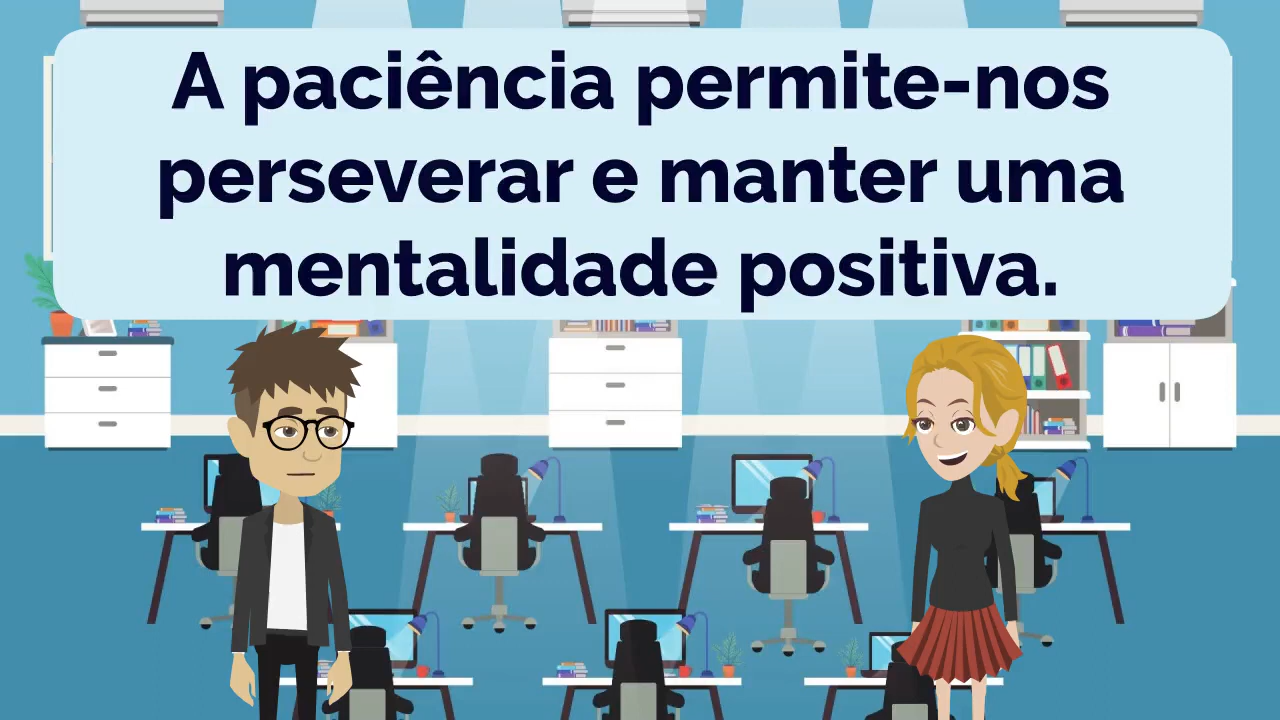 A paciência permite-nos
perseverar e manter uma
mentalidade positiva.